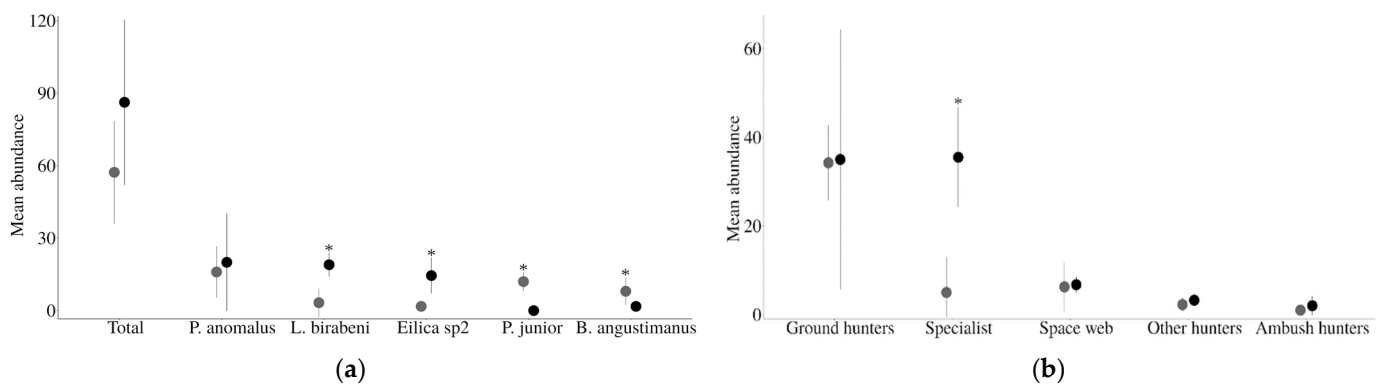 120
90
60
30
0
Mean abundance
*
*
*
*
Total P. anomalus L. birabeni Eilica sp2 P. junior B. angustimanus
(a)
60
40
20
0
Mean abundance
*
Ground hunters Specialist Space web Other hunters Ambush hunters
(b)